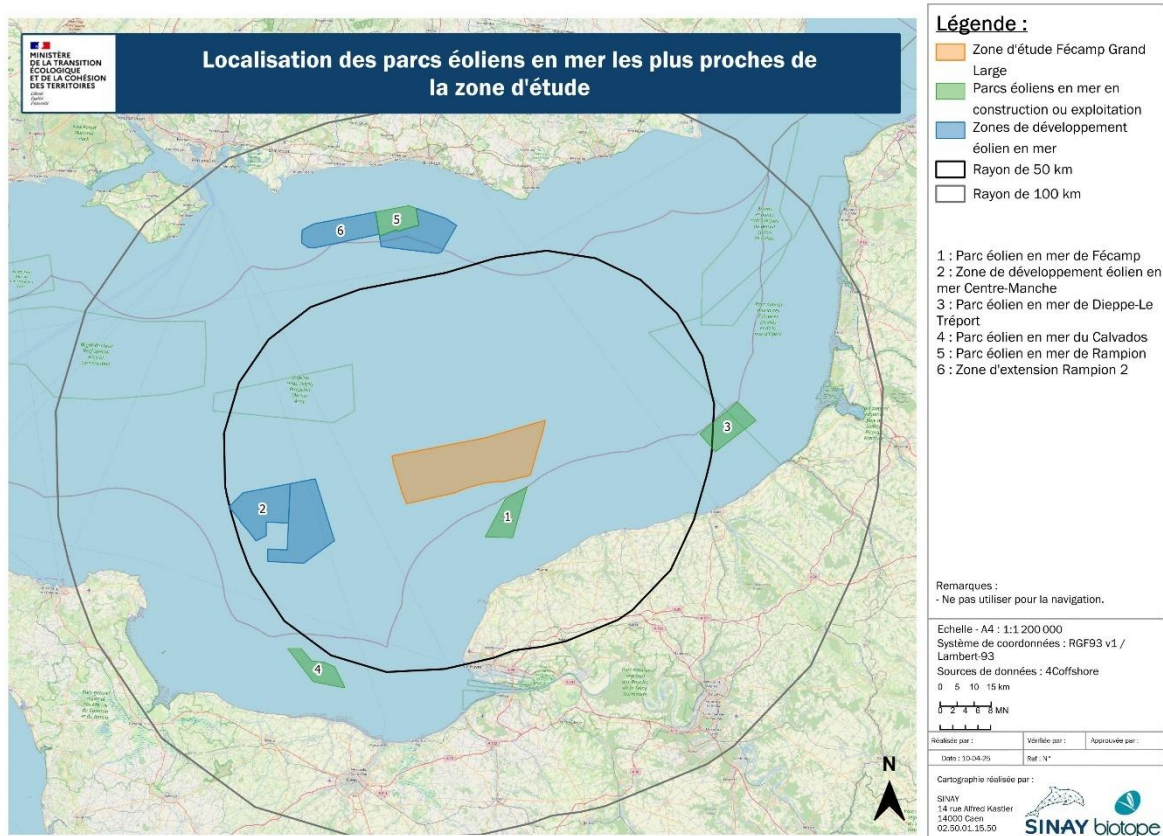 MINISTÈRE
DE LA TRANSITION
ÉCOLOGIQUE
ET DE LA COHÉSION
DES TERRITOIRES
Liberté
Égalité
Fraternité
Localisation des parcs éoliens en mer les plus proches de
la zone d'étude
5
6
3
2
1
4
N
Légende :
Zone d'étude Fécamp Grand
Large
Parcs éoliens en mer en
construction ou exploitation
Zones de développement
éolien en mer
Rayon de 50 km
Rayon de 100 km
1 : Parc éolien en mer de Fécamp
2 : Zone de développement éolien en
mer Centre-Manche
3 : Parc éolien en mer de Dieppe-Le
Tréport
4 : Parc éolien en mer du Calvados
5 : Parc éolien en mer de Rampion
6 : Zone d'extension Rampion 2
Remarques :
- Ne pas utiliser pour la navigation.
Echelle - A4 : 1:1 200 000
Système de coordonnées : RGF93 v1 /
Lambert-93
Sources de données : 4Coffshore
0 5 10 15 km
0 2 4 6 8 MN
Réalisée par :
Vérifiée par :
Approuvée par :
Date : 10-04-25
Ref : N°
Cartographie réalisée par :
SINAY
14 rue Alfred Kastler
14000 Caen
02.50.01.15.50
SINAY
biotope